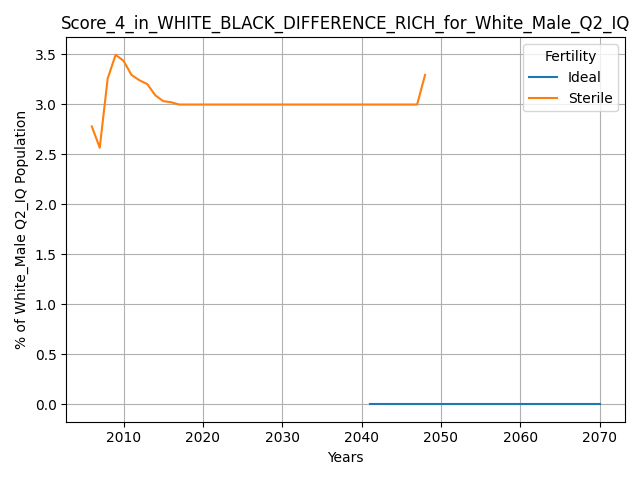 Score_4_in_WHITE_BLACK_DIFFERENCE_RICH_for_White_Male_Q2_IQ
Fertility
Ideal
Sterile
% of White_Male Q2_IQ Population
3.5
3.0
2.5
2.0
1.5
1.0
0.5
0.0
2010 2020 2030 2040 2050 2060 2070
Years